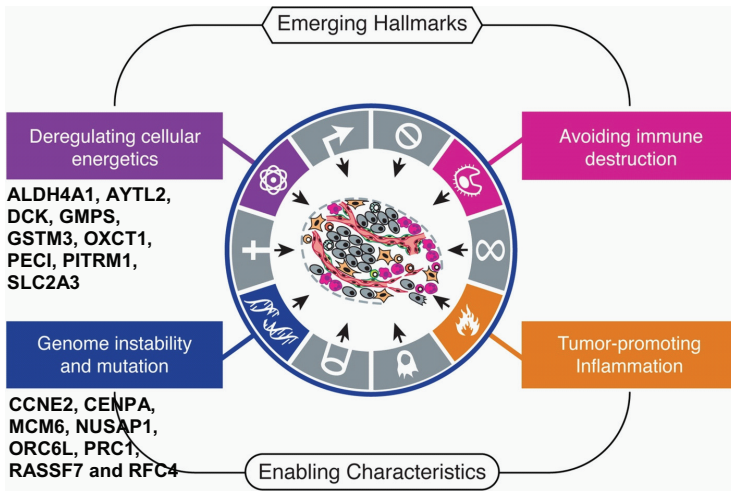 Emerging Hallmarks
Deregulating cellular
energetics
Avoiding immune
destruction
ALDH4A1, AYTL2,
DCK, GMPS,
GSTM3, OXCT1,
PECI, PITRM1,
SLC2A3
Genome instability
and mutation
Tumor-promoting
Inflammation
CCNE2, CENPA,
MCM6, NUSAP1,
ORC6L, PRC1,
RASSF7 and RFC4
Enabling Characteristics